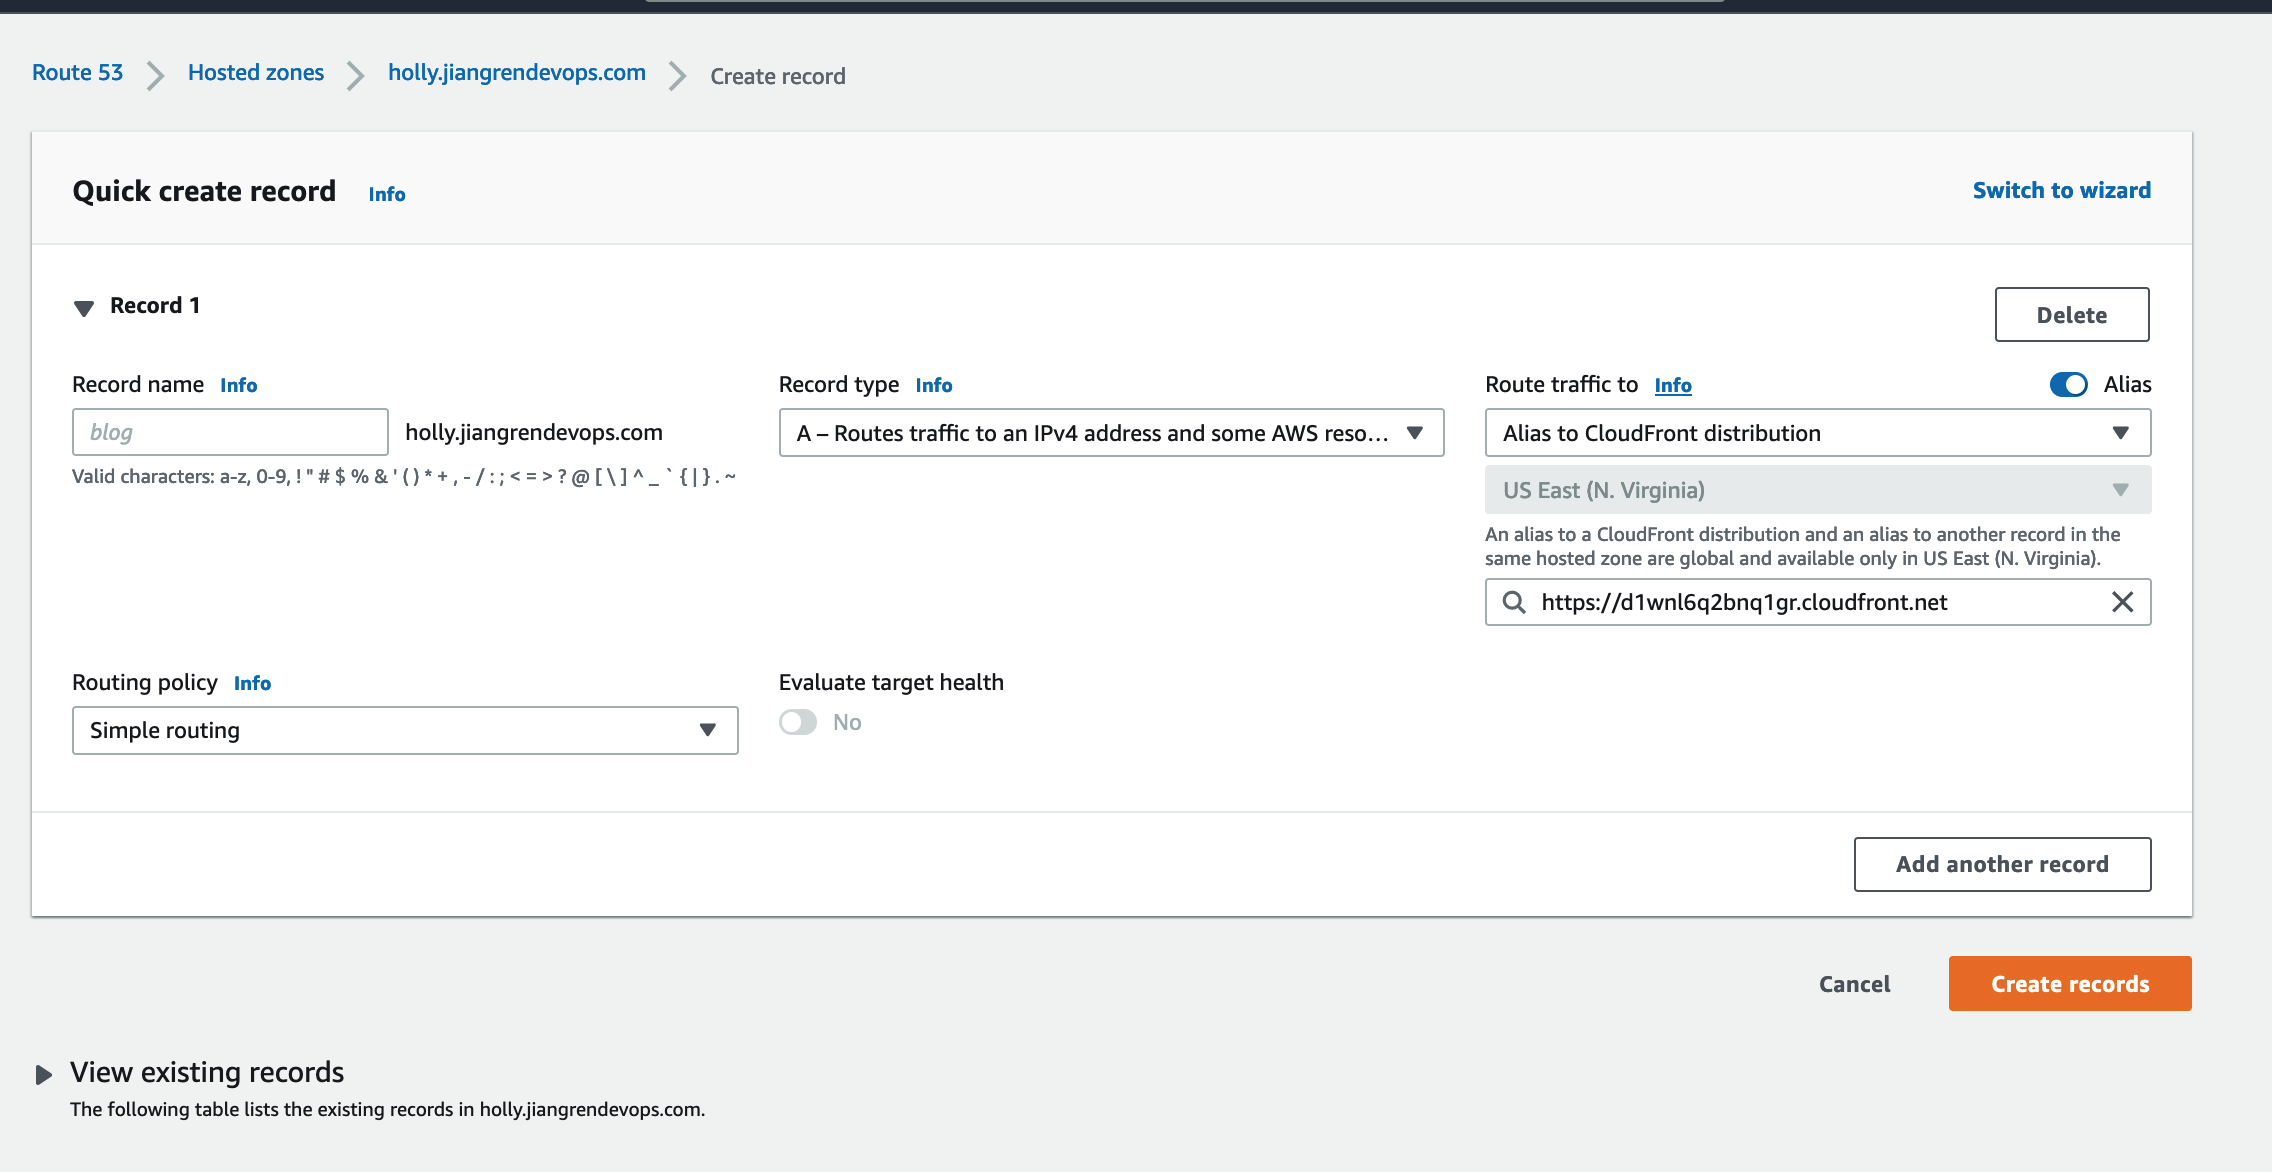 Route 53
Hosted zones
holly.jiangrendevops.com
Create record
Quick create record Info
Switch to wizard
Record 1
Delete
Record name Info
blog
holly.jiangrendevops.com
Valid characters: a-z, 0-9, ! " # $ % & ' ( ) * + , - / : ; < = > ? @ [ \ ] ^ _ ` { | } . ~
Record type Info
A – Routes traffic to an IPv4 address and some AWS reso...
Route traffic to Info
Alias
Alias to CloudFront distribution
US East (N. Virginia)
An alias to a CloudFront distribution and an alias to another record in the
same hosted zone are global and available only in US East (N. Virginia).
https://d1wnl6q2bnq1gr.cloudfront.net
Routing policy Info
Simple routing
Evaluate target health
No
Add another record
Cancel
Create records
View existing records
The following table lists the existing records in holly.jiangrendevops.com.